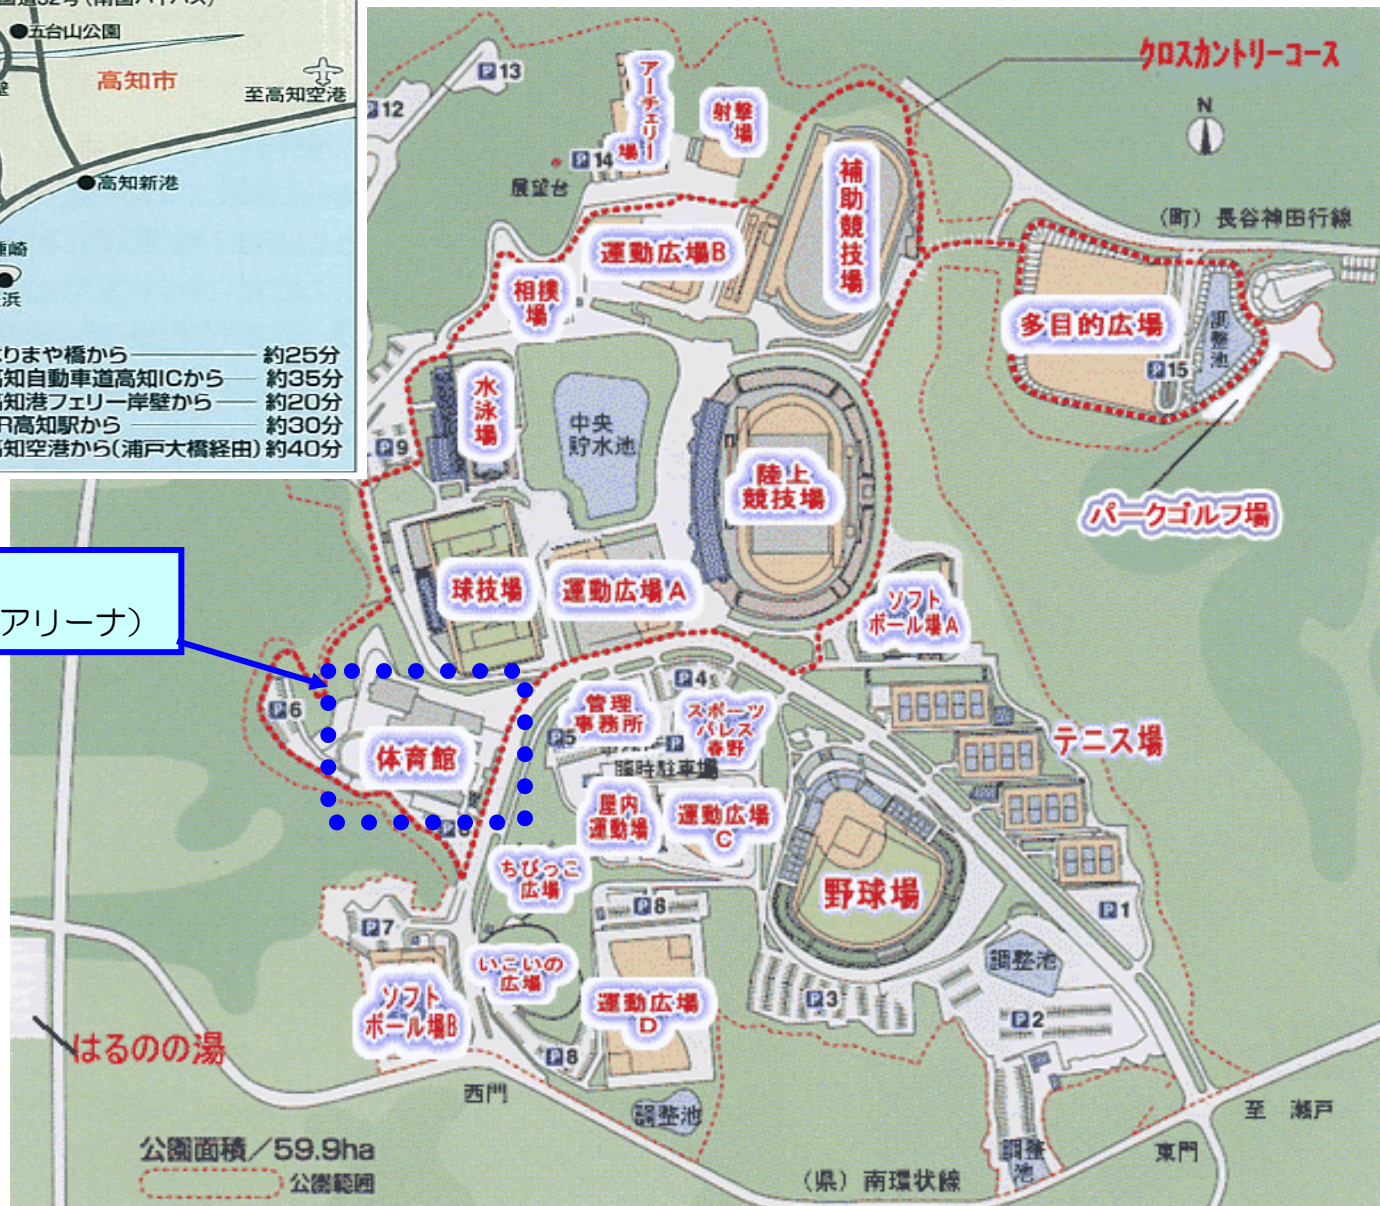 五台山公園
高知市
至高知空港
高知新港
りまや橋から 約25分
知自動車道高知ICから 約35分
知港フェリー岸壁から 約20分
R高知駅から 約30分
知空港から(浦戸大橋経由) 約40分
クロスカントリーコース
N
P13
P12
アーチェリー場
射撃場
P14
展望台
補助競技場
(町) 長谷神田行線
運動広場B
相撲場
多目的広場
調整池
P15
水泳場
中央
貯水池
P9
陸上
競技場
パークゴルフ場
球技場
運動広場A
ソフト
ボール場A
アリーナ)
P6
体育館
管理
事務所
P4
スポーツ
パレス
春野
P5
P
臨時駐車場
テニス場
屋内
運動場
運動広場
C
ちびっこ
広場
野球場
P8
P1
P7
いこいの
広場
調整池
ソフト
ボール場B
運動広場
D
P3
P2
はるのの湯
P8
西門
調整池
至 瀬戸
公園面積/59.9ha
公園範囲
(県) 南環状線
調整
池
東門